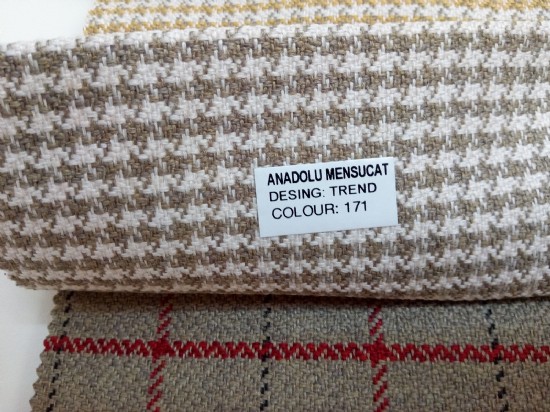 ANADOLU MENSUCAT
DESING: TREND
COLOUR: 171